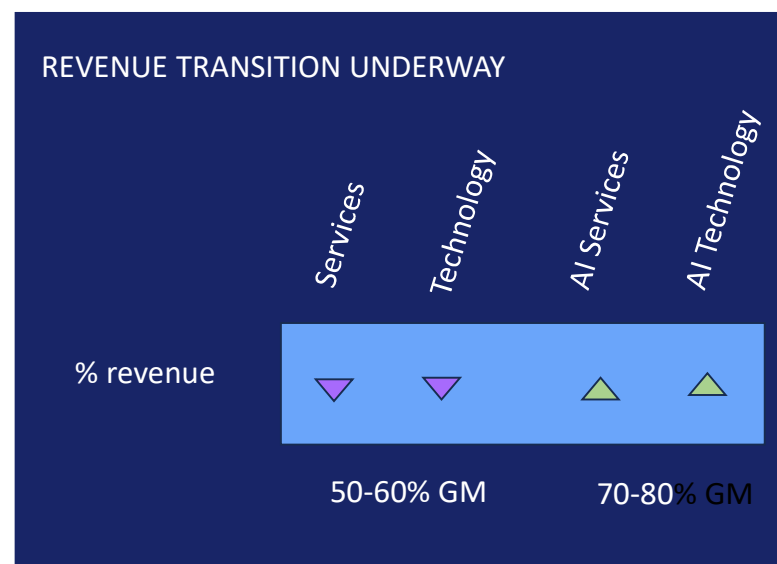 REVENUE TRANSITION UNDERWAY
Services
Technology
AI Services
AI Technology
% revenue
50-60% GM
70-80% GM